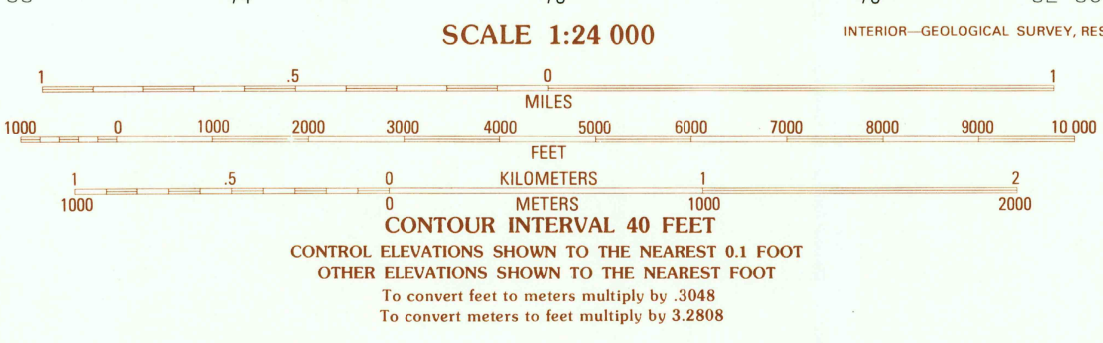 SCALE 1:24 000
INTERIOR—GEOLOGICAL SURVEY, RES
1 .5 0 1
MILES
1000 0 1000 2000 3000 4000 5000 6000 7000 8000 9000 10 000
FEET
1 .5 0 KILOMETERS 1 2
1000 0 METERS 1000 2000
CONTOUR INTERVAL 40 FEET
CONTROL ELEVATIONS SHOWN TO THE NEAREST 0.1 FOOT
OTHER ELEVATIONS SHOWN TO THE NEAREST FOOT
To convert feet to meters multiply by .3048
To convert meters to feet multiply by 3.2808